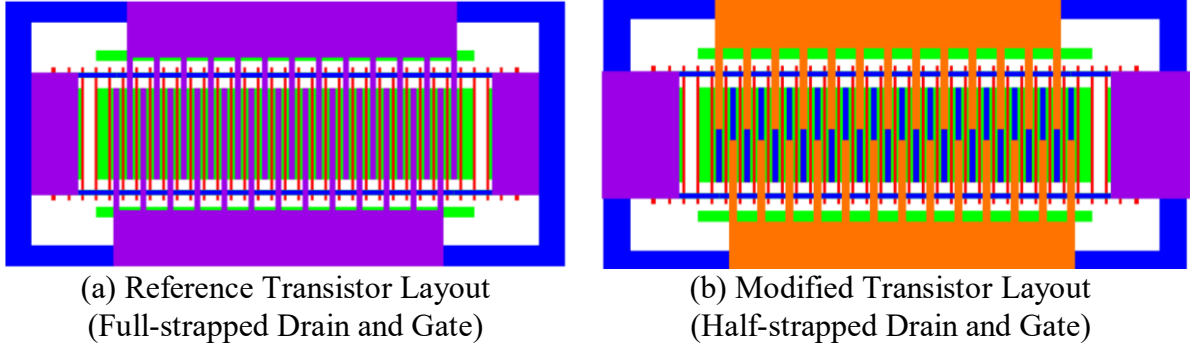 (a) Reference Transistor Layout
(Full-strapped Drain and Gate)
(b) Modified Transistor Layout
(Half-strapped Drain and Gate)